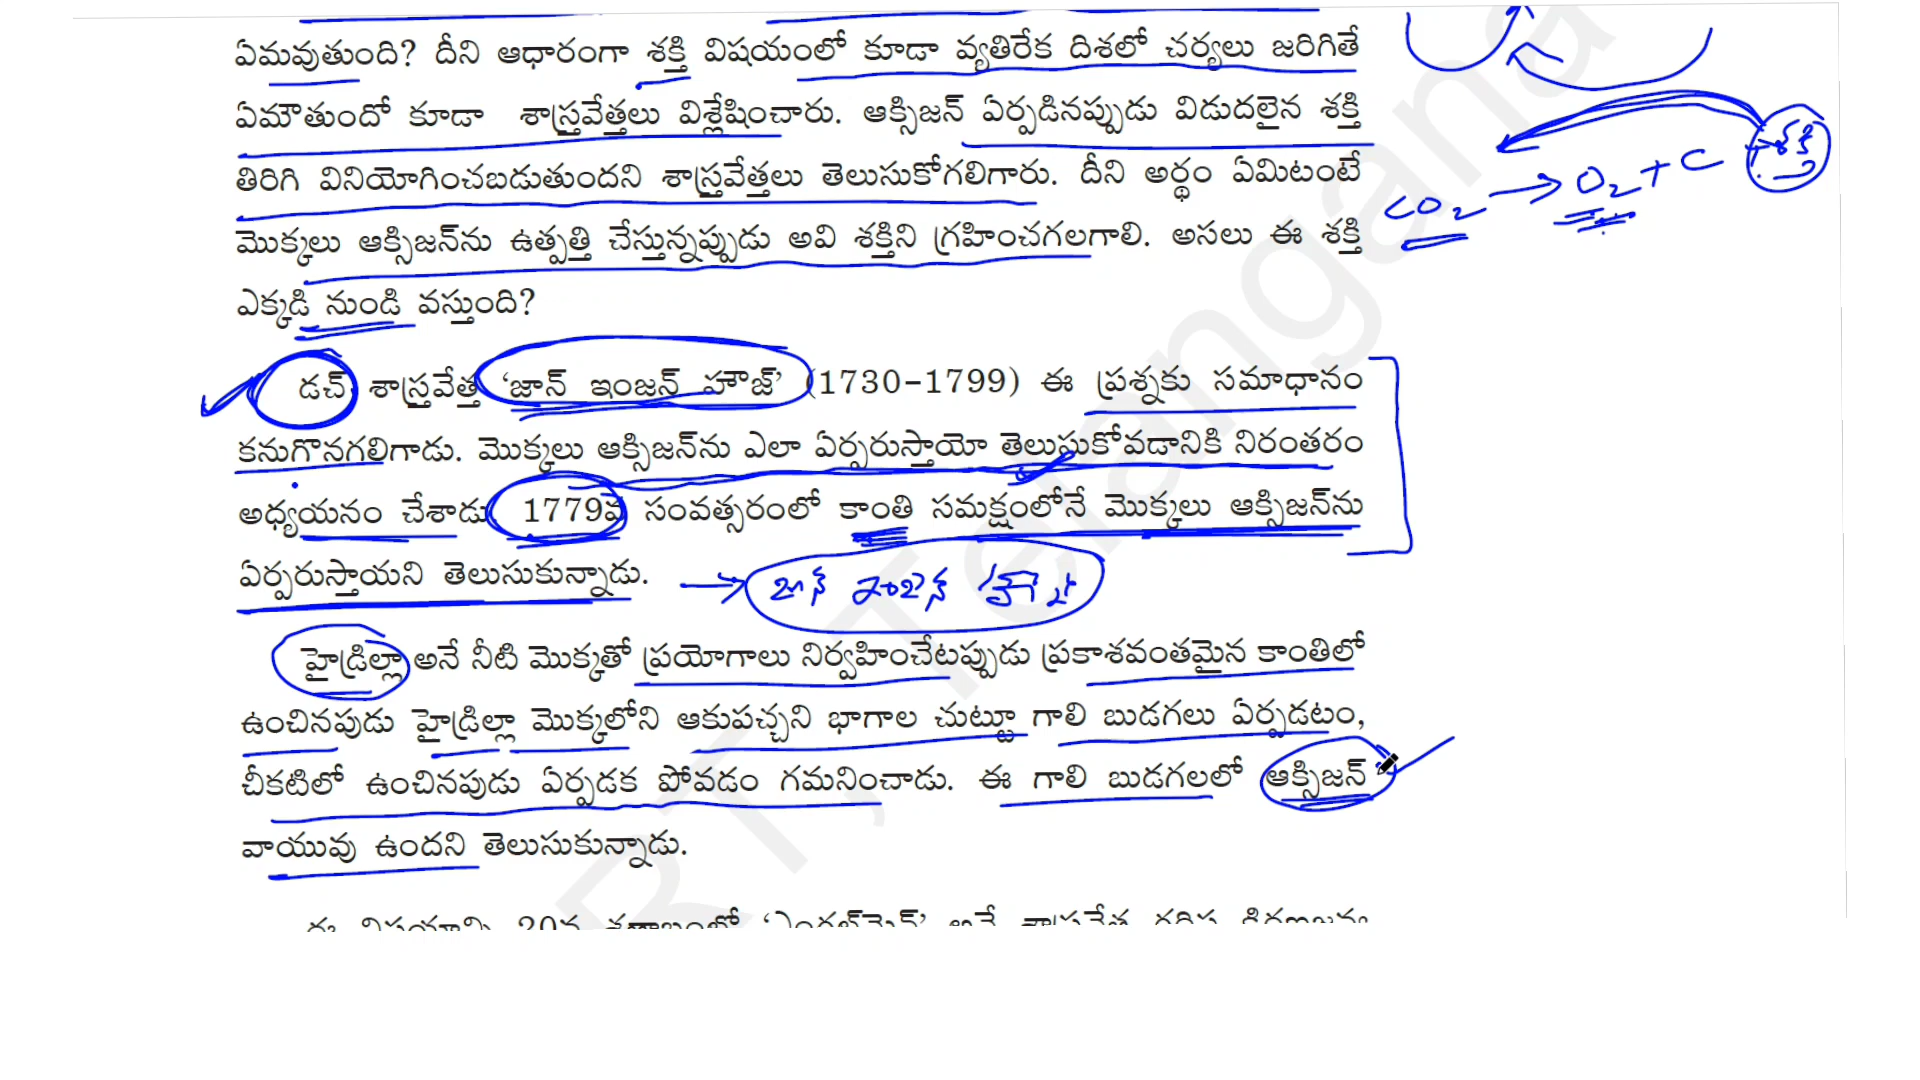 ఏమవుతుంది? దీని ఆధారంగా శక్తి విషయంలో కూడా వ్యతిరేక దిశలో చర్యలు జరిగితే
ఏమౌతుందో కూడా శాస్త్రవేత్తలు విశ్లేషించారు. ఆక్సిజన్ ఏర్పడినప్పుడు విడుదలైన శక్తి
తిరిగి వినియోగించబడుతుందని శాస్త్రవేత్తలు తెలుసుకోగలిగారు. దీని అర్థం ఏమిటంటే
మొక్కలు ఆక్సిజన్‌ను ఉత్పత్తి చేస్తున్నప్పుడు అవి శక్తిని గ్రహించగలగాలి. అసలు ఈ శక్తి
ఎక్కడి నుండి వస్తుంది?
CO2 → O2 + C + శక్తి
డచ్ శాస్త్రవేత్త ‘జాన్ ఇంజన్ హౌజ్’ (1730-1799) ఈ ప్రశ్నకు సమాధానం
కనుగొనగలిగాడు. మొక్కలు ఆక్సిజన్‌ను ఎలా ఏర్పరుస్తాయో తెలుసుకోవడానికి నిరంతరం
అధ్యయనం చేశాడు. 1779వ సంవత్సరంలో కాంతి సమక్షంలోనే మొక్కలు ఆక్సిజన్‌ను
ఏర్పరుస్తాయని తెలుసుకున్నాడు. → జాన్ ఇంజన్
హైడ్రిల్లా అనే నీటి మొక్కతో ప్రయోగాలు నిర్వహించేటప్పుడు ప్రకాశవంతమైన కాంతిలో
ఉంచినపుడు హైడ్రిల్లా మొక్కలోని ఆకుపచ్చని భాగాల చుట్టూ గాలి బుడగలు ఏర్పడటం,
చీకటిలో ఉంచినపుడు ఏర్పడక పోవడం గమనించాడు. ఈ గాలి బుడగలలో ఆక్సిజన్
వాయువు ఉందని తెలుసుకున్నాడు.
RT, Telangana